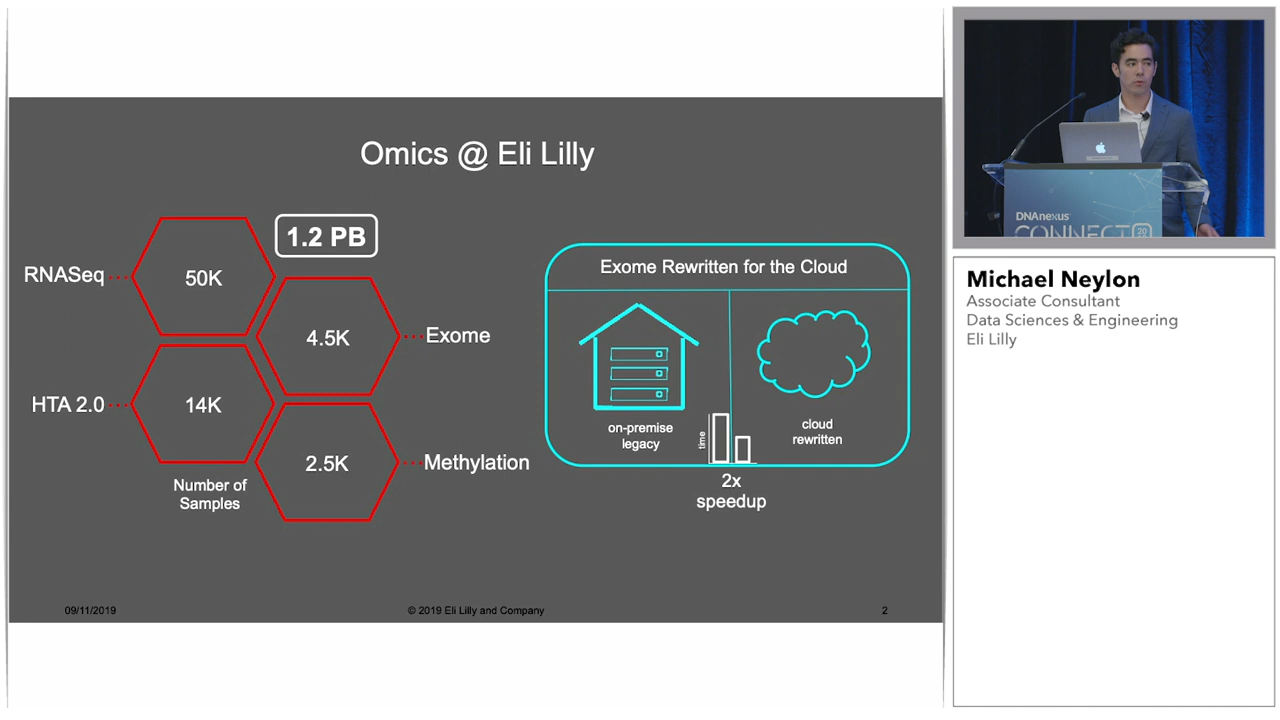 Omics @ Eli Lilly
1.2 PB
RNASeq
50K
4.5K
Exome
HTA 2.0
14K
2.5K
Methylation
Number of
Samples
Exome Rewritten for the Cloud
on-premise
legacy
time
cloud
rewritten
2x
speedup
09/11/2019
© 2019 Eli Lilly and Company
2
DNAnexus
CONNECT
Michael Neylon
Associate Consultant
Data Sciences & Engineering
Eli Lilly